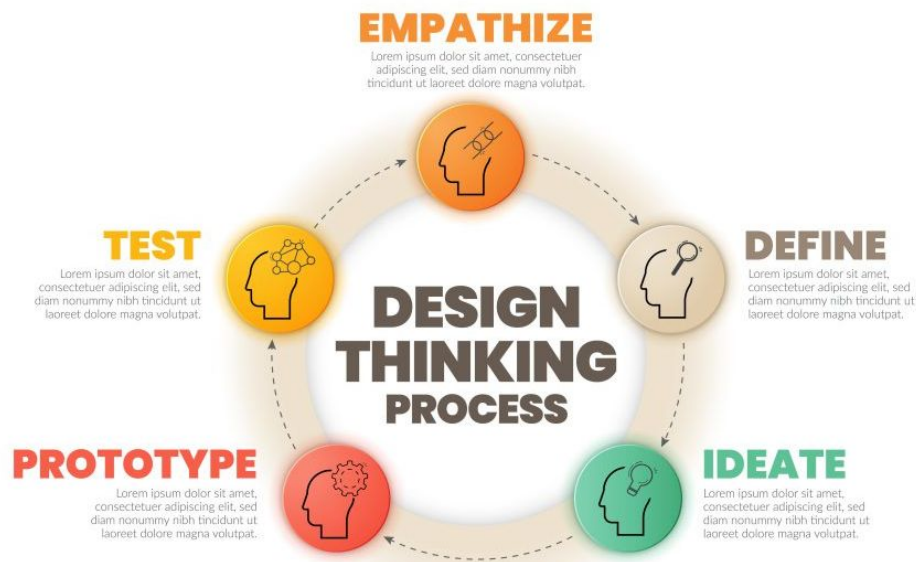 EMPATHIZE
Lorem ipsum dolor sit amet, consectetuer
adipiscing elit, sed diam nonummy nibh
tincidunt ut laoreet dolore magna volutpat.
TEST
Lorem ipsum dolor sit amet,
consectetuer adipiscing elit, sed
diam nonummy nibh tincidunt ut
laoreet dolore magna volutpat.
DEFINE
Lorem ipsum dolor sit amet,
consectetuer adipiscing elit, sed
diam nonummy nibh tincidunt ut
laoreet dolore magna volutpat.
DESIGN
THINKING
PROCESS
PROTOTYPE
Lorem ipsum dolor sit amet,
consectetuer adipiscing elit, sed
diam nonummy nibh tincidunt ut
laoreet dolore magna volutpat.
IDEATE
Lorem ipsum dolor sit amet,
consectetuer adipiscing elit, sed
diam nonummy nibh tincidunt ut
laoreet dolore magna volutpat.